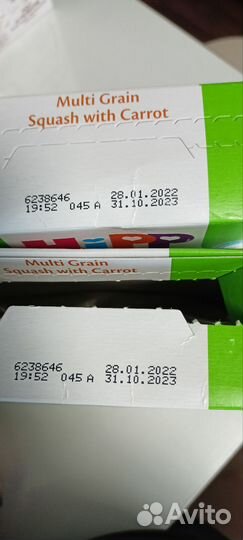 Multi Grain
Squash with Carrot
6238646 28.01.2022
19:52 045 A 31.10.2023
HiPP
Multi Grain
Squash with Carrot
6238646 28.01.2022
19:52 045 A 31.10.2023
Avito